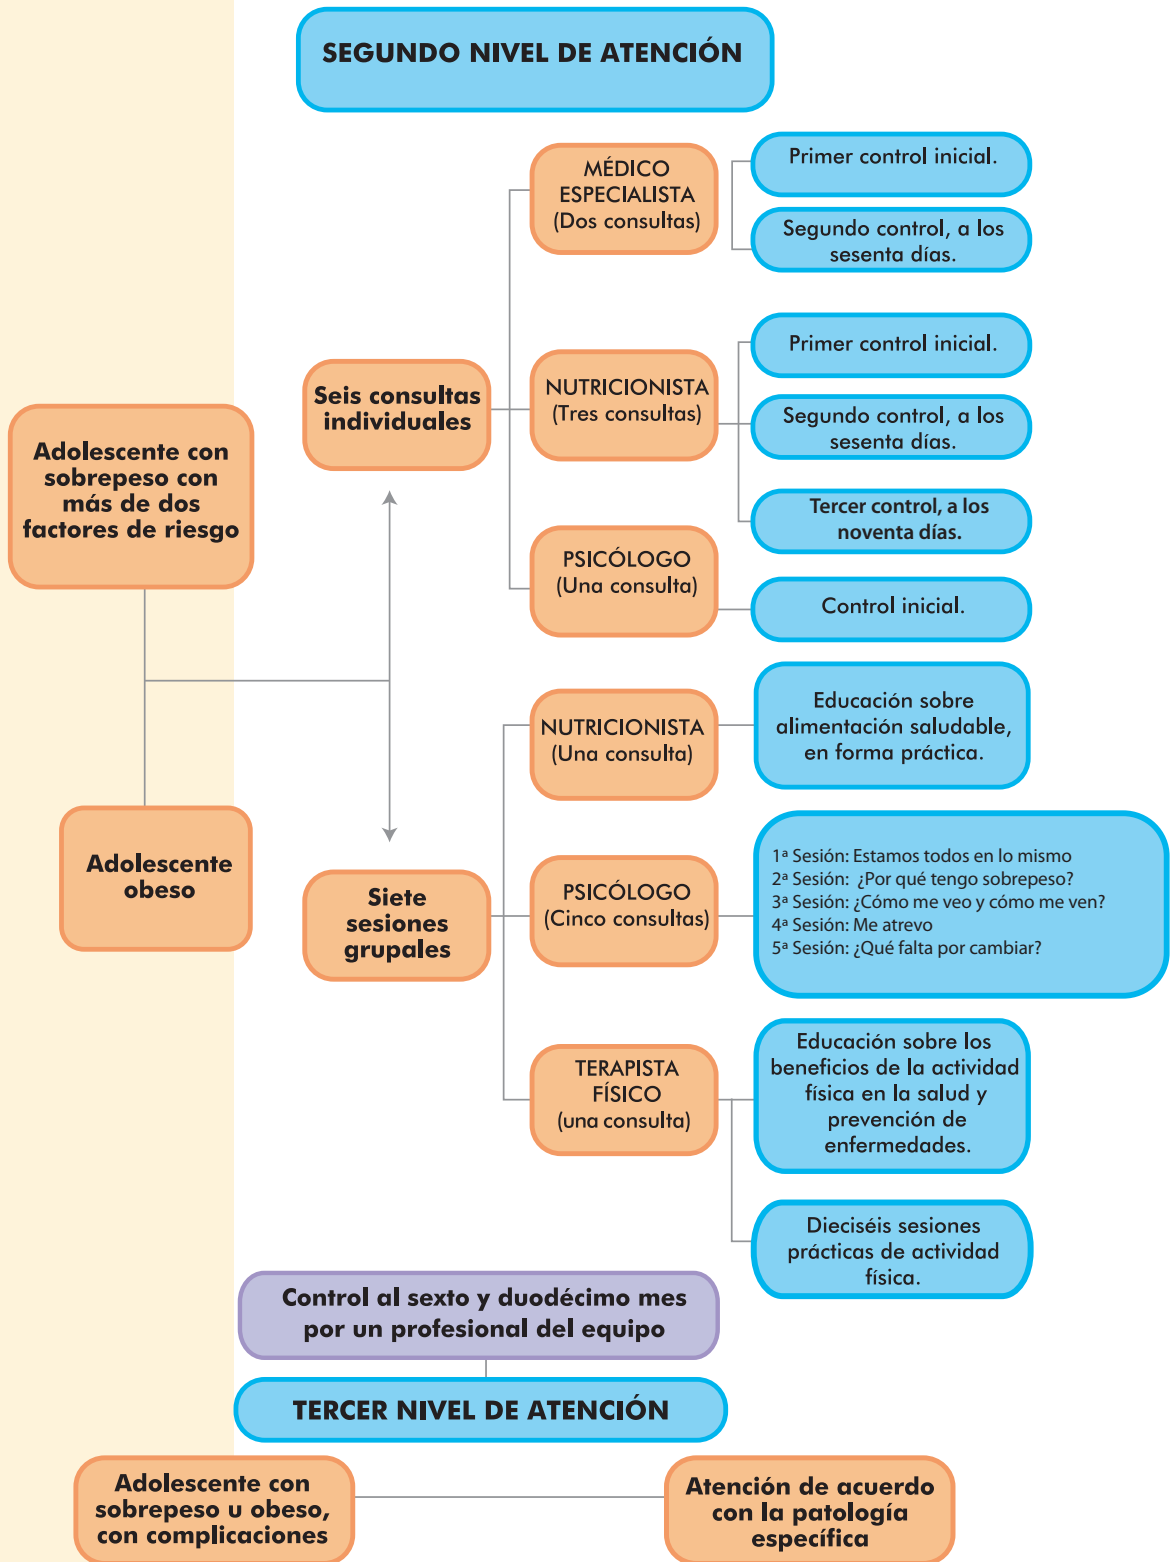 SEGUNDO NIVEL DE ATENCIÓN
MÉDICO
ESPECIALISTA
(Dos consultas)
Primer control inicial.
Segundo control, a los
sesenta días.
Seis consultas
individuales
NUTRICIONISTA
(Tres consultas)
Primer control inicial.
Segundo control, a los
sesenta días.
Tercer control, a los
noventa días.
Adolescente con
sobrepeso con
más de dos
factores de riesgo
PSICÓLOGO
(Una consulta)
Control inicial.
NUTRICIONISTA
(Una consulta)
Educación sobre
alimentación saludable,
en forma práctica.
Adolescente
obeso
Siete
sesiones
grupales
PSICÓLOGO
(Cinco consultas)
1ª Sesión: Estamos todos en lo mismo
2ª Sesión: ¿Por qué tengo sobrepeso?
3ª Sesión: ¿Cómo me veo y cómo me ven?
4ª Sesión: Me atrevo
5ª Sesión: ¿Qué falta por cambiar?
TERAPISTA
FÍSICO
(una consulta)
Educación sobre los
beneficios de la actividad
física en la salud y
prevención de
enfermedades.
Dieciséis sesiones
prácticas de actividad
física.
Control al sexto y duodécimo mes
por un profesional del equipo
TERCER NIVEL DE ATENCIÓN
Adolescente con
sobrepeso u obeso,
con complicaciones
Atención de acuerdo
con la patología
específica